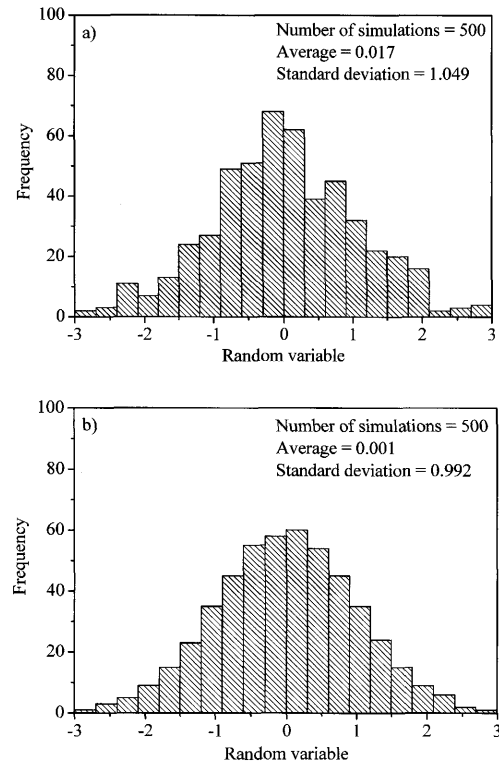 a)
Number of simulations = 500
Average = 0.017
Standard deviation = 1.049
100
80
60
40
20
0
Frequency
-3 -2 -1 0 1 2 3
Random variable
b)
Number of simulations = 500
Average = 0.001
Standard deviation = 0.992
100
80
60
40
20
0
Frequency
-3 -2 -1 0 1 2 3
Random variable